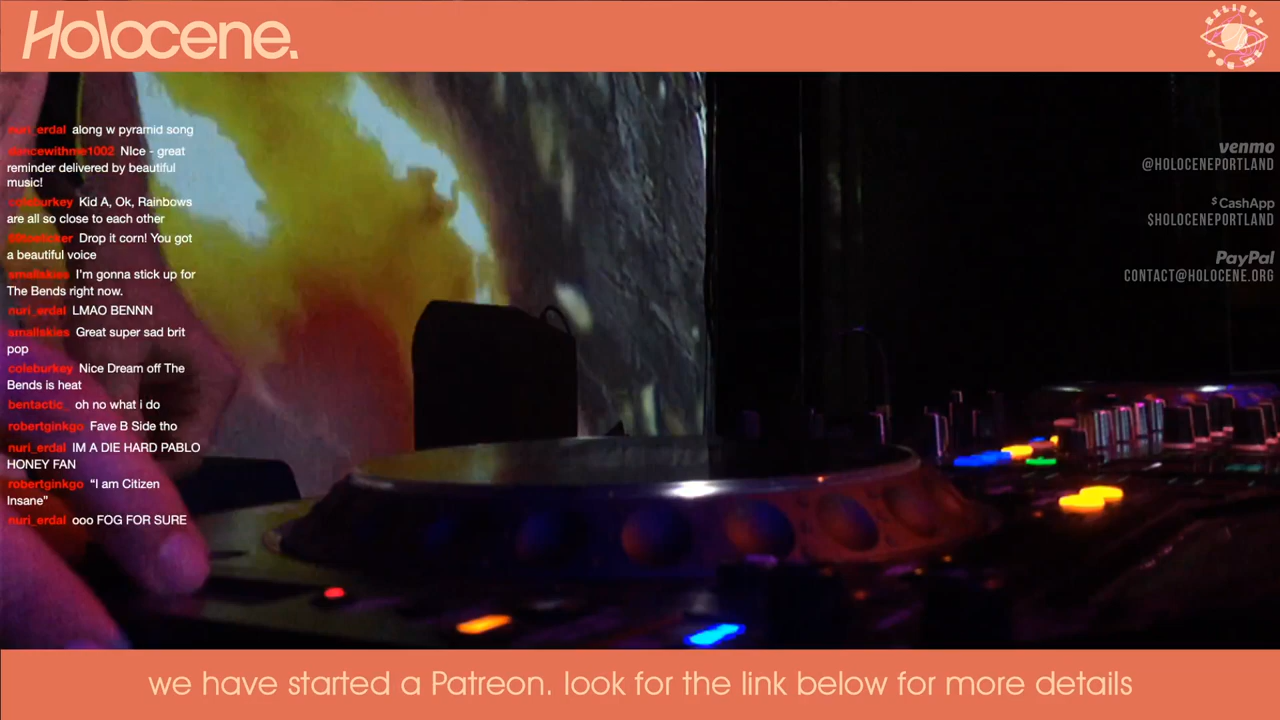 Holocene.
BELIEVE
nuri_erdal along w pyramid song
dancewithme1002 NIce - great
reminder delivered by beautiful
music!
coleburkey Kid A, Ok, Rainbows
are all so close to each other
Drop it corn! You got
a beautiful voice
smallskies I'm gonna stick up for
The Bends right now.
nuri_erdal LMAO BENNN
smallskies Great super sad brit
pop
coleburkey Nice Dream off The
Bends is heat
bentactic_ oh no what i do
robertginkgo Fave B Side tho
nuri_erdal IM A DIE HARD PABLO
HONEY FAN
robertginkgo “I am Citizen
Insane”
nuri_erdal ooo FOG FOR SURE
venmo
@HOLOCENEPORTLAND
$CashApp
$HOLOCENEPORTLAND
PayPal
CONTACT@HOLOCENE.ORG
we have started a Patreon. look for the link below for more details